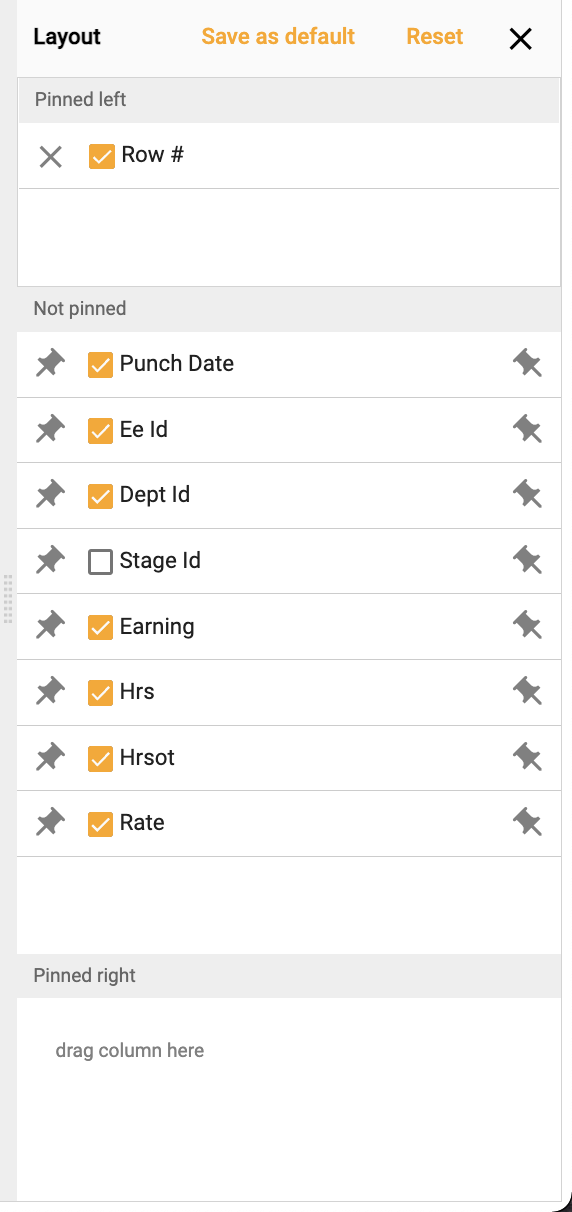 Layout Save as default Reset
Pinned left
Row #
Not pinned
Punch Date
Ee Id
Dept Id
Stage Id
Earning
Hrs
Hrsot
Rate
Pinned right
drag column here